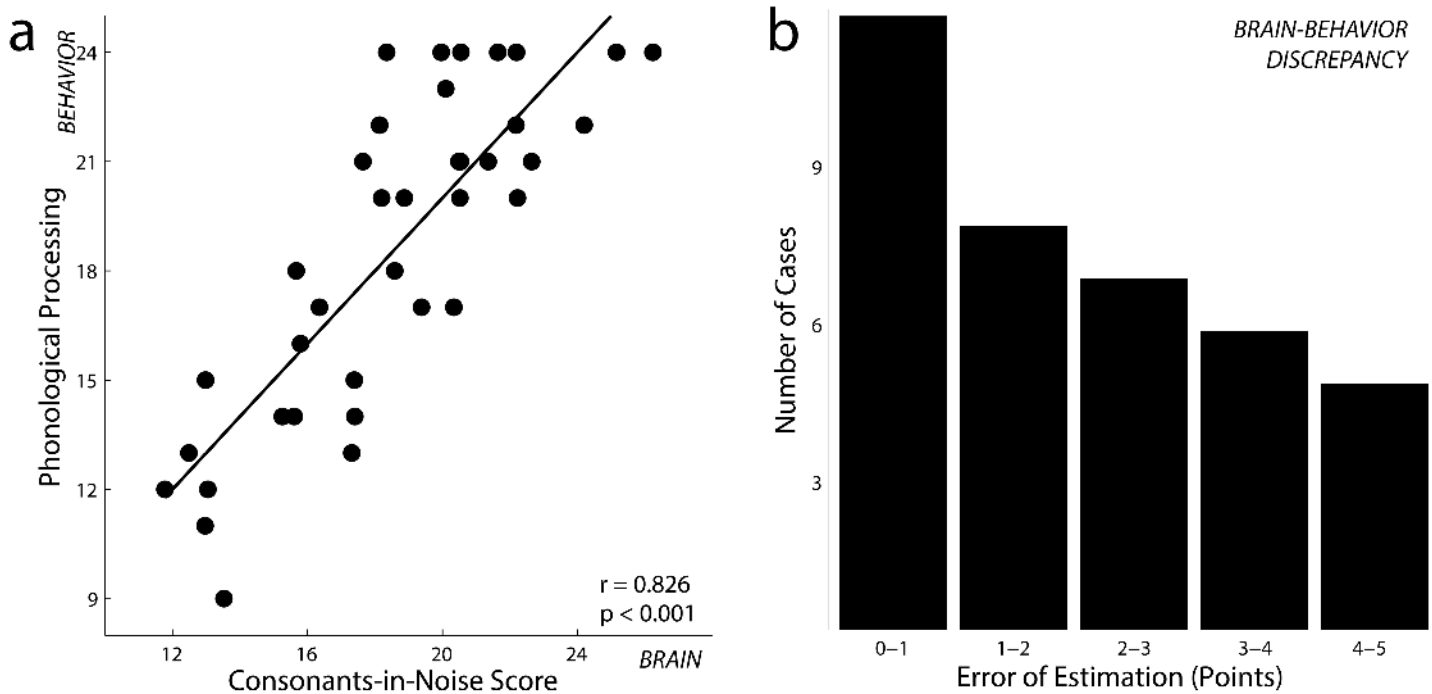 a
BEHAVIOR
Phonological Processing
24
21
18
15
12
9
r = 0.826
p < 0.001
12
16
20
24
BRAIN
Consonants-in-Noise Score
b
BRAIN-BEHAVIOR
DISCREPANCY
Number of Cases
9
6
3
0–1
1–2
2–3
3–4
4–5
Error of Estimation (Points)